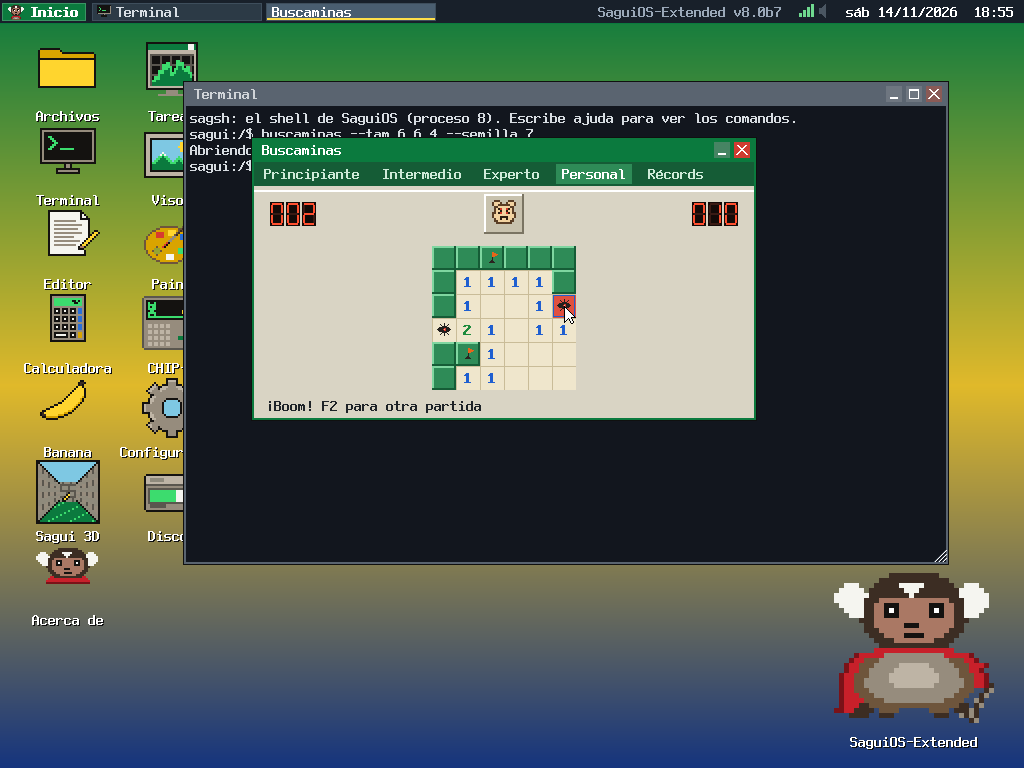 Inicio
Terminal
Buscaminas
SaguiOS-Extended v8.0b7
sáb 14/11/2026
18:55
Archivos
Terminal
Editor
Calculadora
Banana
Sagui 3D
Acerca de
Tarea
Viso
Pain
CHIP-
Configur
Disco
Terminal
sagsh: el shell de SaguiOS (proceso 8). Escribe ayuda para ver los comandos.
sagui:/$ buscaminas --tam 6 6 4 --semilla 7
Abriendo
sagui:/$
Buscaminas
Principiante Intermedio Experto Personal Récords
002
010
1 1 1 1
1 1
2 1 1 1
1
1 1
¡Boom! F2 para otra partida
SaguiOS-Extended